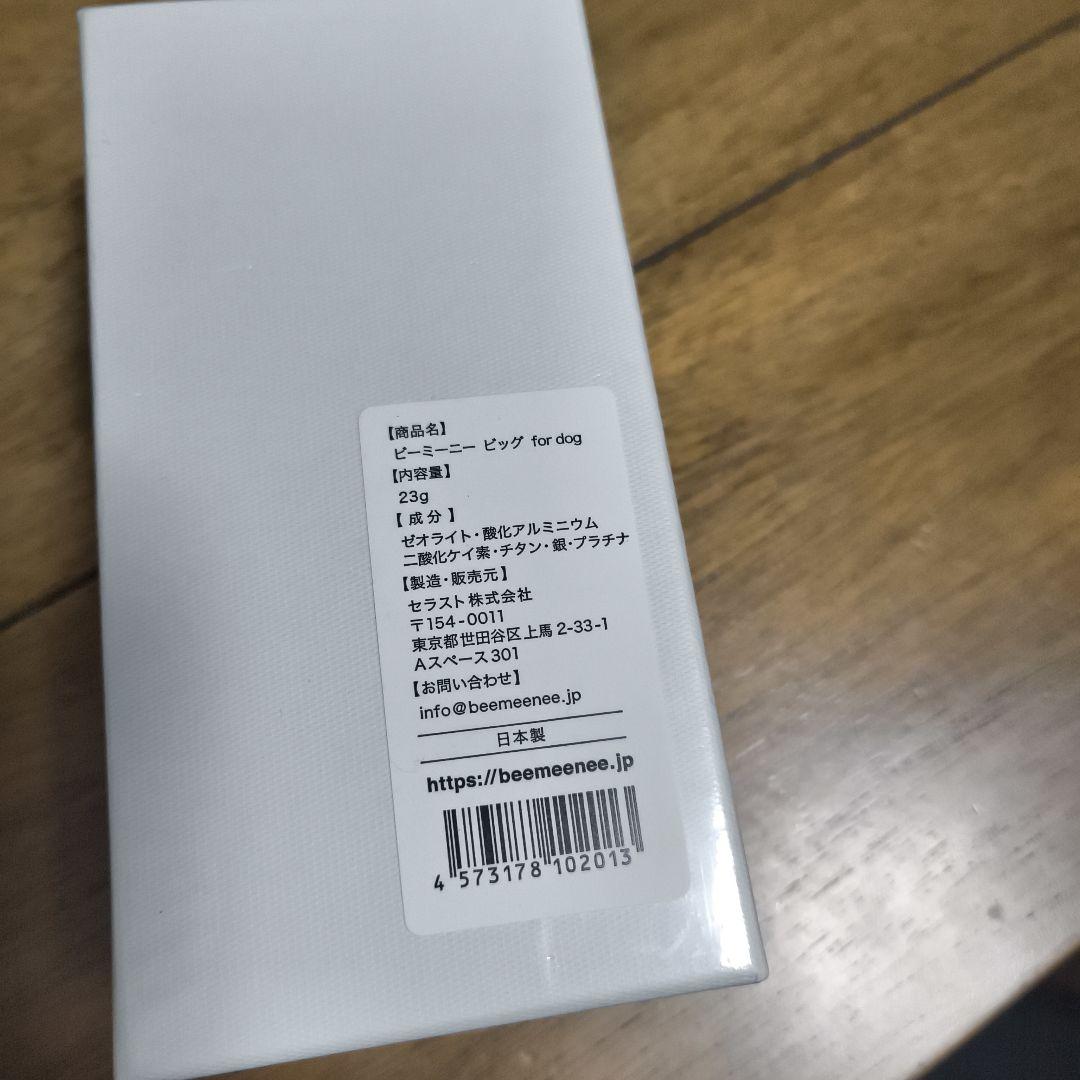 【商品名】
ビーミーニー ビッグ for dog
【内容量】
23g
【成分】
ゼオライト・酸化アルミニウム
二酸化ケイ素・チタン・銀・プラチナ
【製造・販売元】
セラスト株式会社
〒154-0011
東京都世田谷区上馬2-33-1
Aスペース301
【お問い合わせ】
info@beemeenee.jp
日本製
https://beemeenee.jp
4 573178 102013